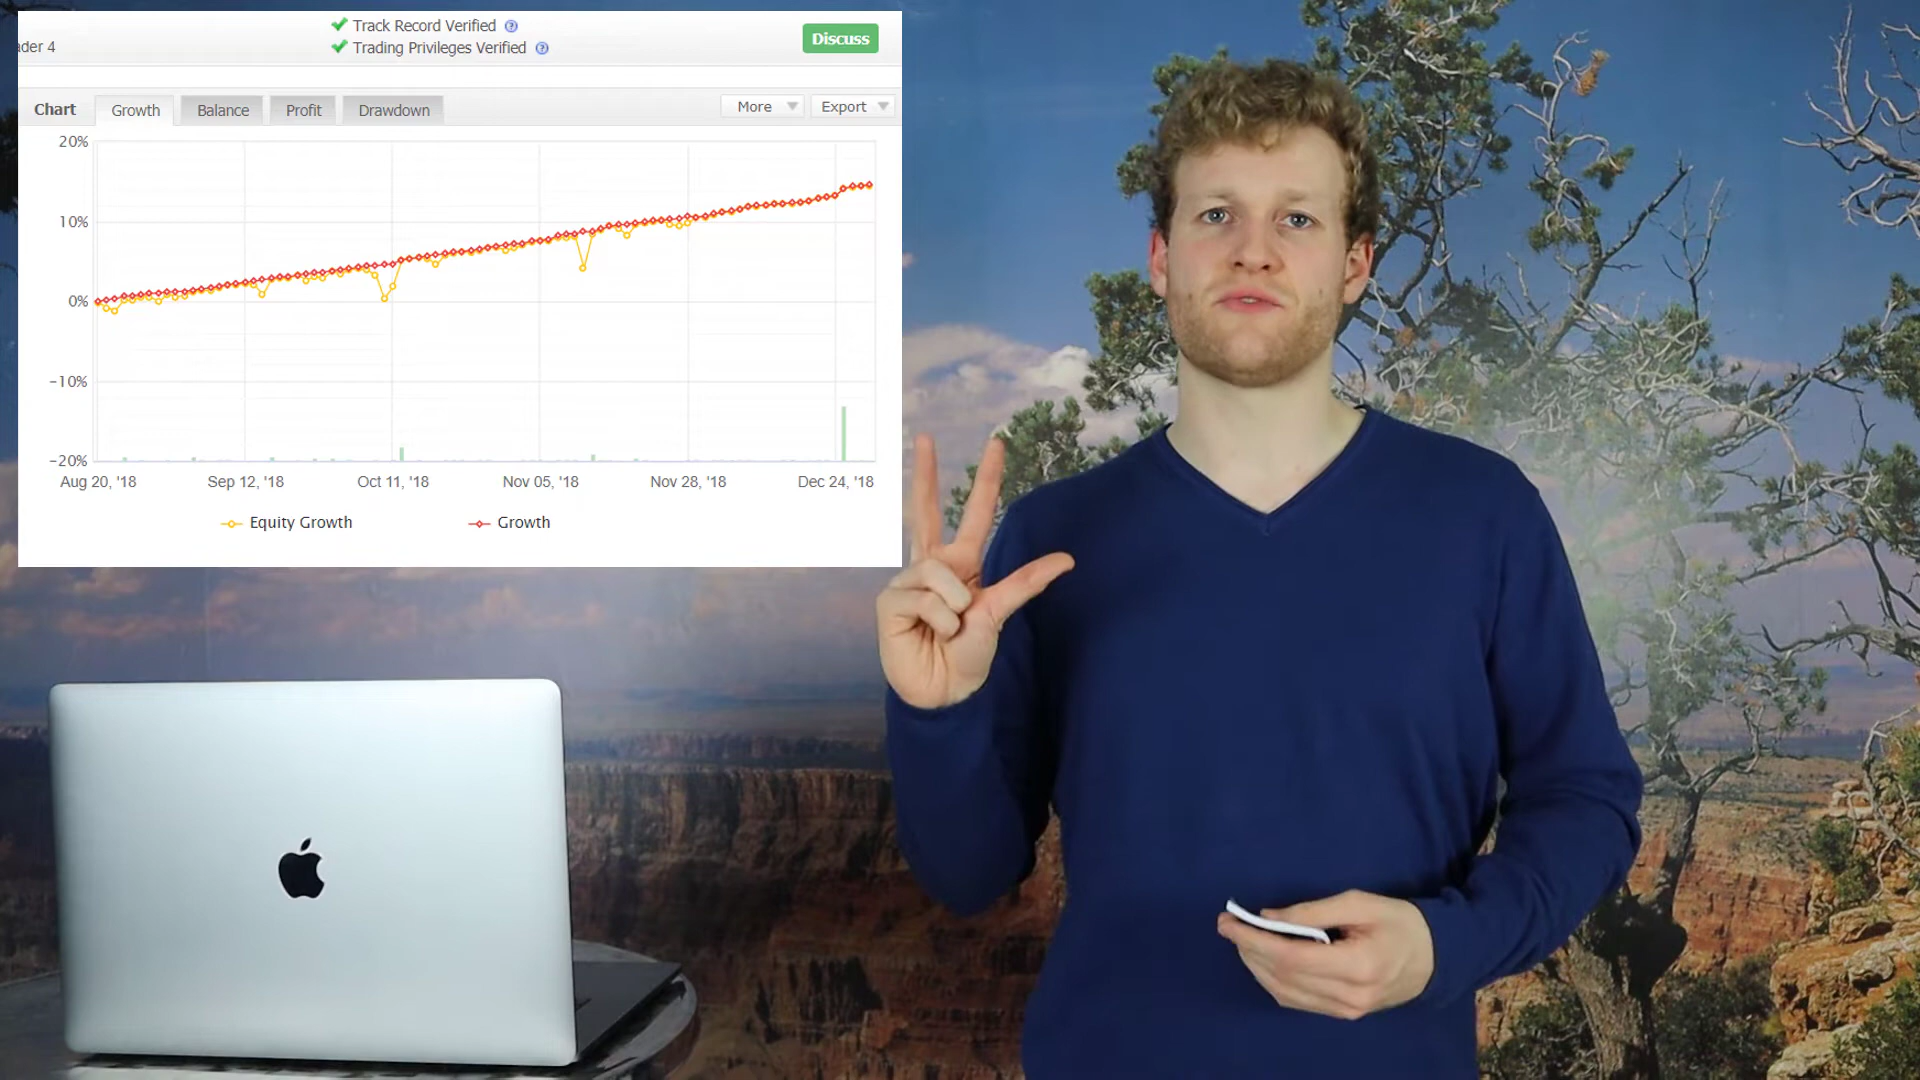 Track Record Verified
ader 4
Trading Privileges Verified
Discuss
Chart Growth Balance Profit Drawdown More Export
20%
10%
0%
-10%
-20%
Aug 20, '18 Sep 12, '18 Oct 11, '18 Nov 05, '18 Nov 28, '18 Dec 24, '18
Equity Growth Growth